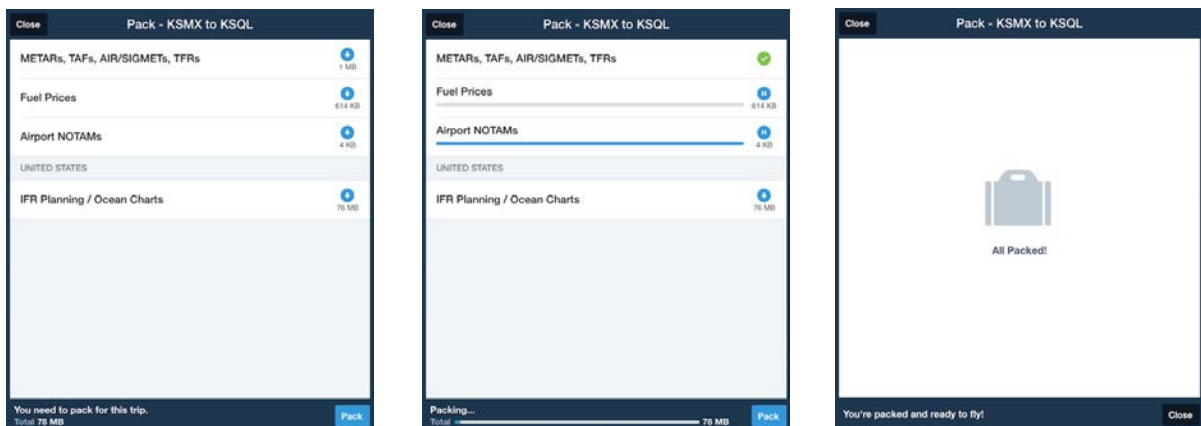 Close Pack - KSMX to KSQL
METARs, TAFs, AIR/SIGMETs, TFRs
1 MB
Fuel Prices
614 KB
Airport NOTAMs
4 KB
UNITED STATES
IFR Planning / Ocean Charts
76 MB
You need to pack for this trip.
Total 78 MB
Pack
Close Pack - KSMX to KSQL
METARs, TAFs, AIR/SIGMETs, TFRs
Fuel Prices
614 KB
Airport NOTAMs
4 KB
UNITED STATES
IFR Planning / Ocean Charts
76 MB
Packing...
Total 78 MB
Pack
Close Pack - KSMX to KSQL
All Packed!
You're packed and ready to fly! Close